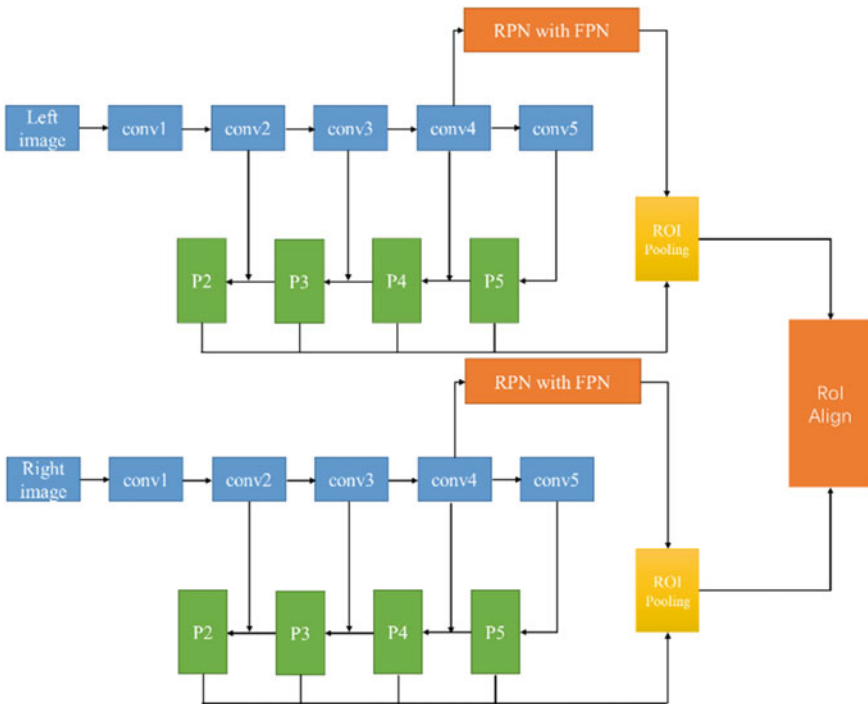 RPN with FPN
Left
image
conv1
conv2
conv3
conv4
conv5
P2
P3
P4
P5
ROI
Pooling
RPN with FPN
RoI
Align
Right
image
conv1
conv2
conv3
conv4
conv5
P2
P3
P4
P5
ROI
Pooling